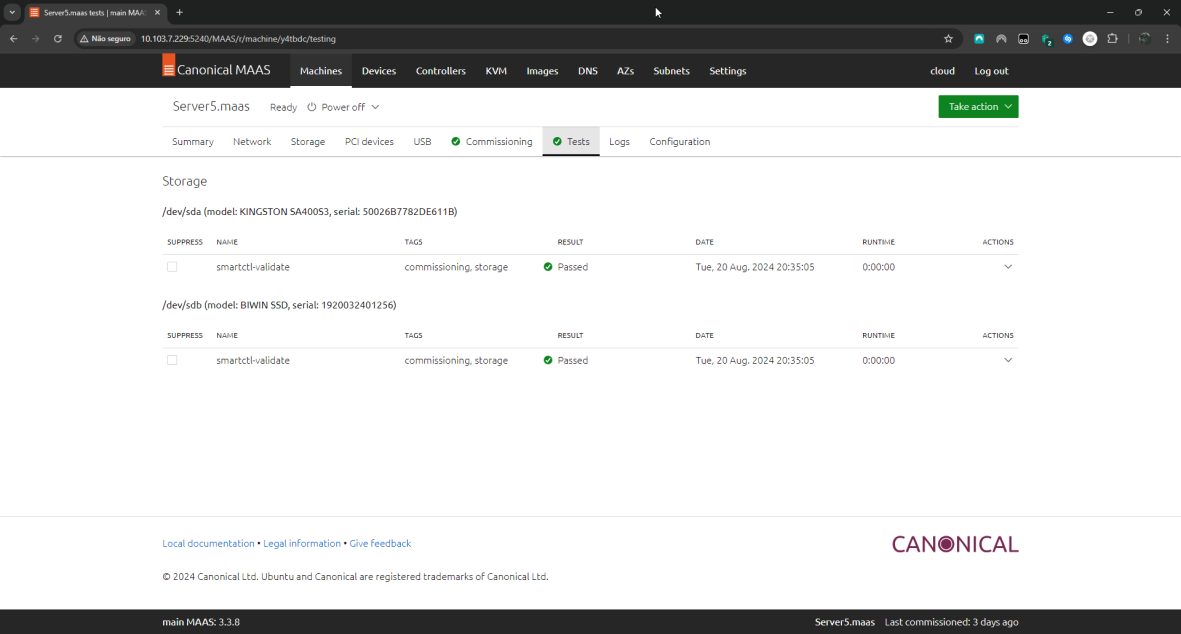 Server5.maas tests | main MAA
Não seguro 10.103.7.229:5240/MAAS/r/machine/y4tbdc/testing
2
Canonical MAAS Machines Devices Controllers KVM Images DNS AZs Subnets Settings cloud Log out
Server5.maas Ready Power off Take action
Summary Network Storage PCI devices USB Commissioning Tests Logs Configuration
Storage
/dev/sda (model: KINGSTON SA400S3, serial: 50026B7782DE611B)
SUPPRESS NAME TAGS RESULT DATE RUNTIME ACTIONS
smartctl-validate commissioning, storage Passed Tue, 20 Aug. 2024 20:35:05 0:00:00
/dev/sdb (model: BIWIN SSD, serial: 1920032401256)
SUPPRESS NAME TAGS RESULT DATE RUNTIME ACTIONS
smartctl-validate commissioning, storage Passed Tue, 20 Aug. 2024 20:35:05 0:00:00
Local documentation • Legal information • Give feedback
CANONICAL
© 2024 Canonical Ltd. Ubuntu and Canonical are registered trademarks of Canonical Ltd.
main MAAS: 3.3.8 Server5.maas Last commissioned: 3 days ago